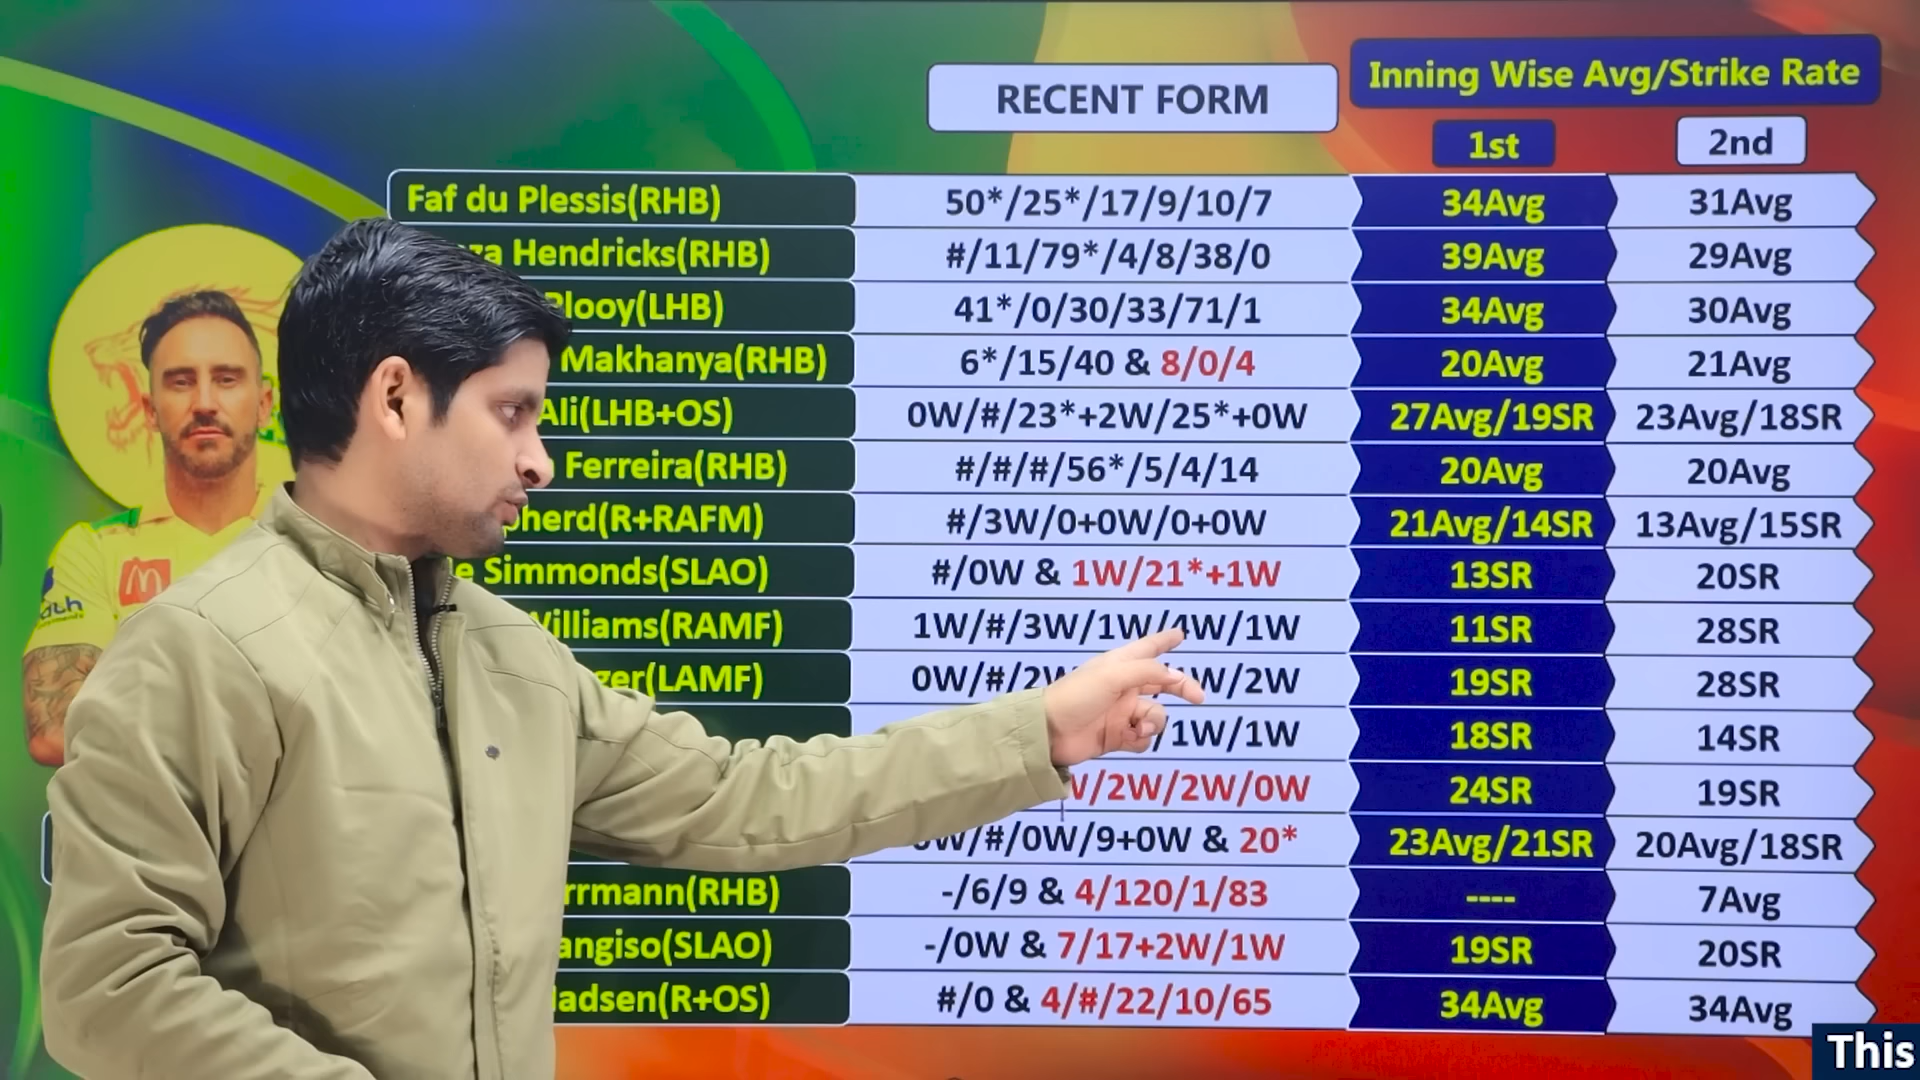 Inning Wise Avg/Strike Rate
RECENT FORM
1st 2nd
Faf du Plessis(RHB) 50*/25*/17/9/10/7 34Avg 31Avg
Hendricks(RHB) #/11/79*/4/8/38/0 39Avg 29Avg
Plooy(LHB) 41*/0/30/33/71/1 34Avg 30Avg
Makhanya(RHB) 6*/15/40 & 8/0/4 20Avg 21Avg
Ali(LHB+OS) 0W/#/23*+2W/25*+0W 27Avg/19SR 23Avg/18SR
Ferreira(RHB) #/#/#/56*/5/4/14 20Avg 20Avg
pherd(R+RAFM) #/3W/0+0W/0+0W 21Avg/14SR 13Avg/15SR
Simmonds(SLAO) #/0W & 1W/21*+1W 13SR 20SR
Williams(RAMF) 1W/#/3W/1W/4W/1W 11SR 28SR
ger(LAMF) 0W/#/2W W/2W 19SR 28SR
/1W/1W 18SR 14SR
/2W/2W/0W 24SR 19SR
/#/0W/9+0W & 20* 23Avg/21SR 20Avg/18SR
rrmann(RHB) -/6/9 & 4/120/1/83 ---- 7Avg
angiso(SLAO) -/0W & 7/17+2W/1W 19SR 20SR
adsen(R+OS) #/0 & 4/#/22/10/65 34Avg 34Avg
This